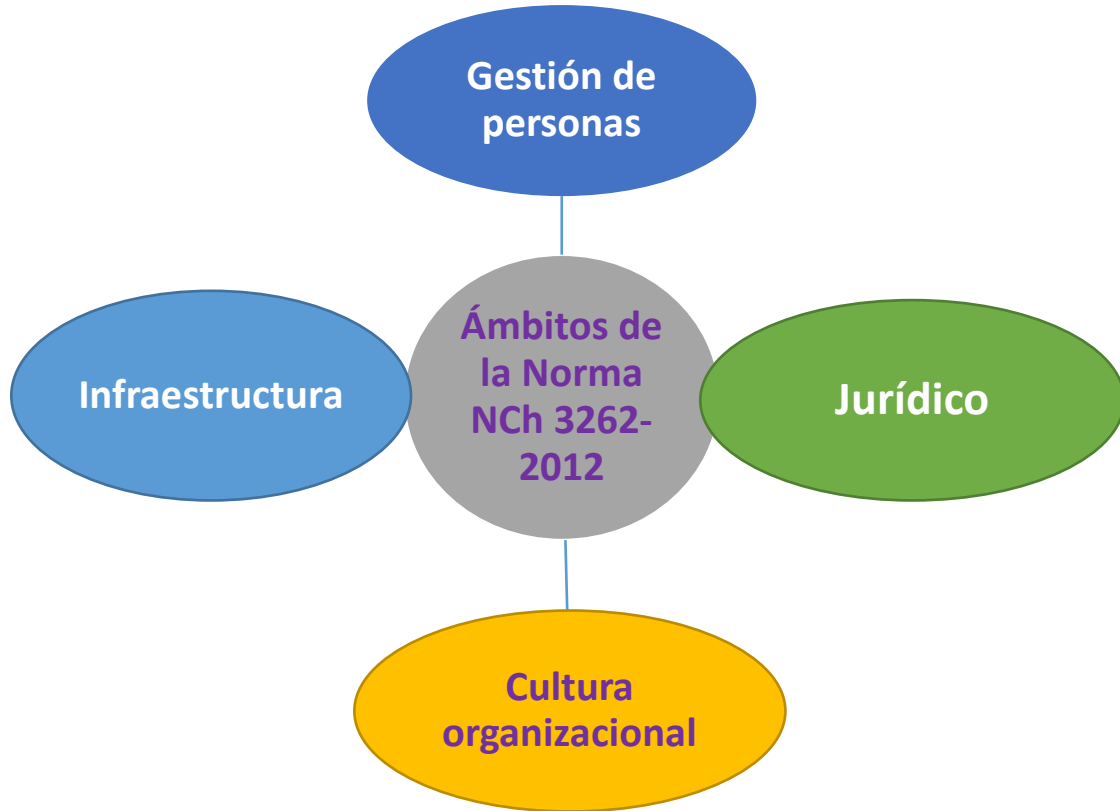 Gestión de
personas
Infraestructura
Ámbitos de
la Norma
NCh 3262-
2012
Jurídico
Cultura
organizacional